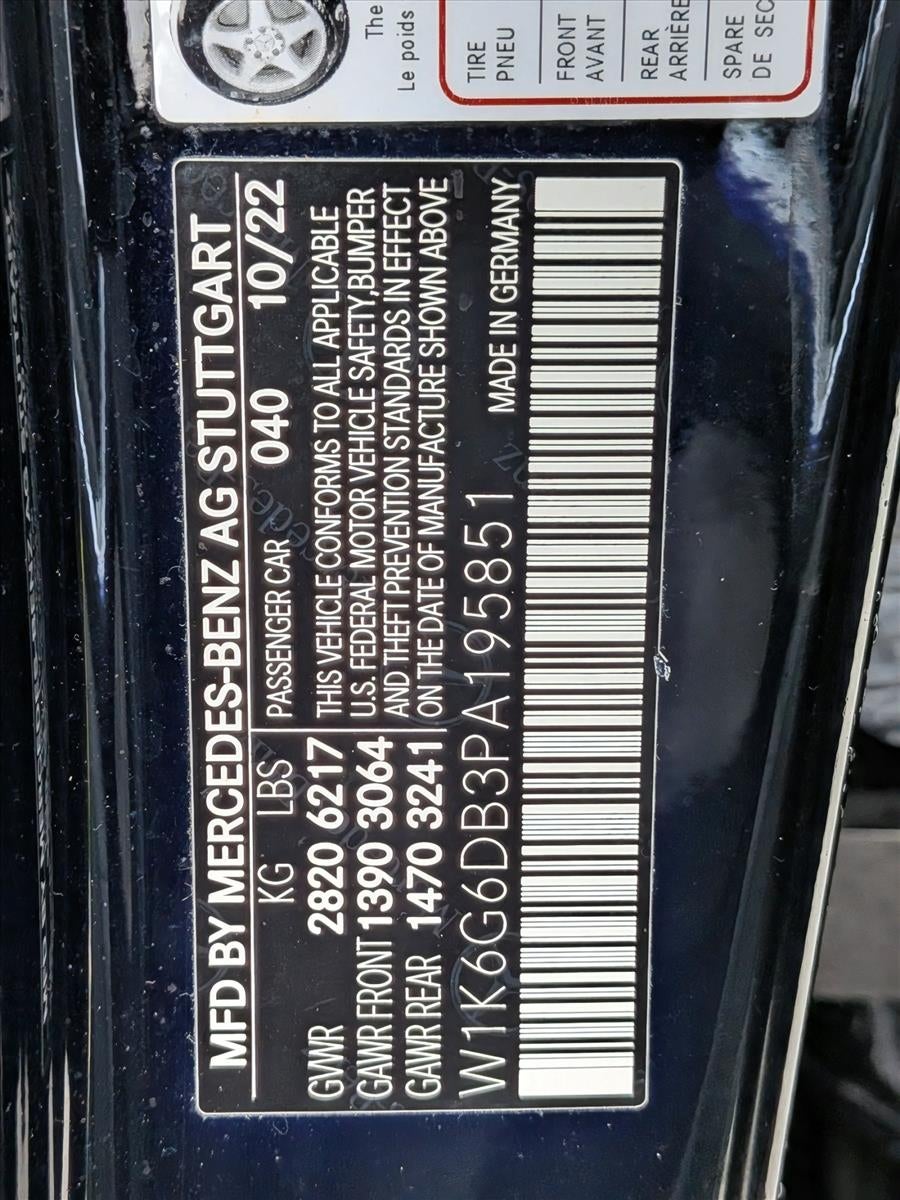 The
Le poids
TIRE
PNEU
FRONT
AVANT
REAR
ARRIÈRE
SPARE
DE SEC
MFD BY MERCEDES-BENZ AG STUTTGART
KG LBS PASSENGER CAR 040 10/22
GWR 2820 6217
GAWR FRONT 1390 3064
GAWR REAR 1470 3241
THIS VEHICLE CONFORMS TO ALL APPLICABLE
U.S. FEDERAL MOTOR VEHICLE SAFETY, BUMPER
AND THEFT PREVENTION STANDARDS IN EFFECT
ON THE DATE OF MANUFACTURE SHOWN ABOVE
W1K6G6DB3PA195851 MADE IN GERMANY